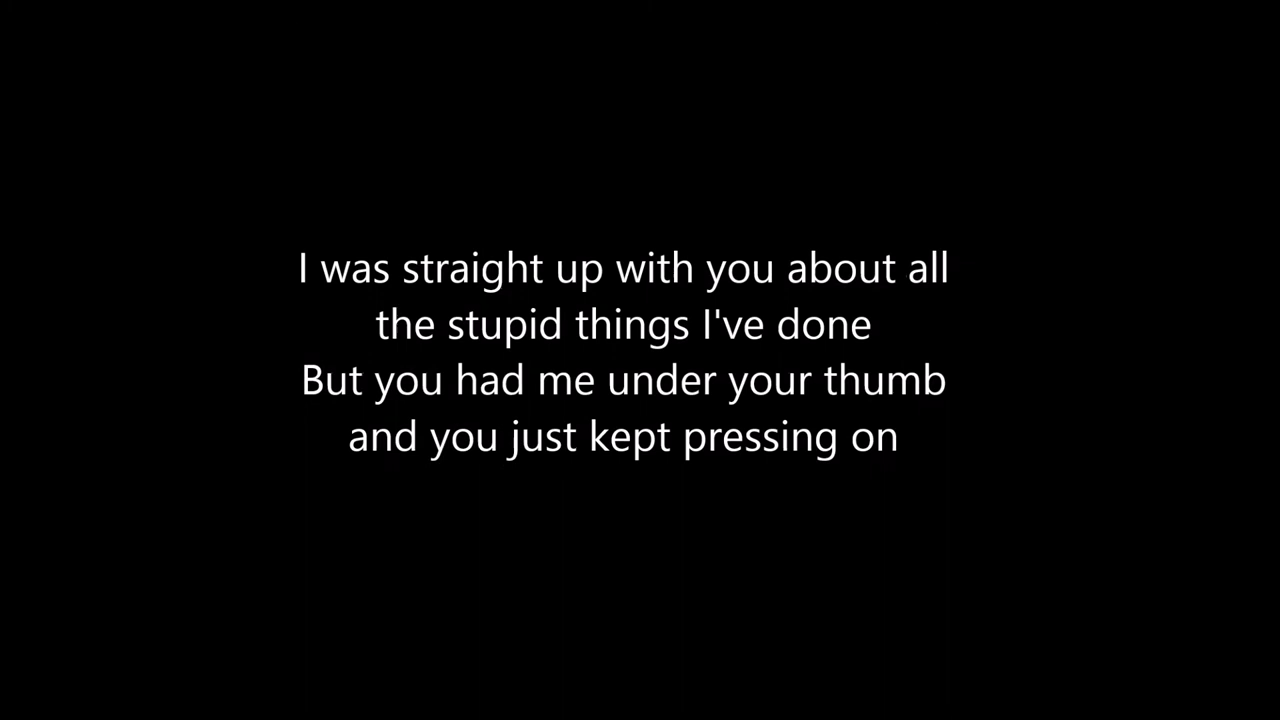 I was straight up with you about all
the stupid things I've done
But you had me under your thumb
and you just kept pressing on